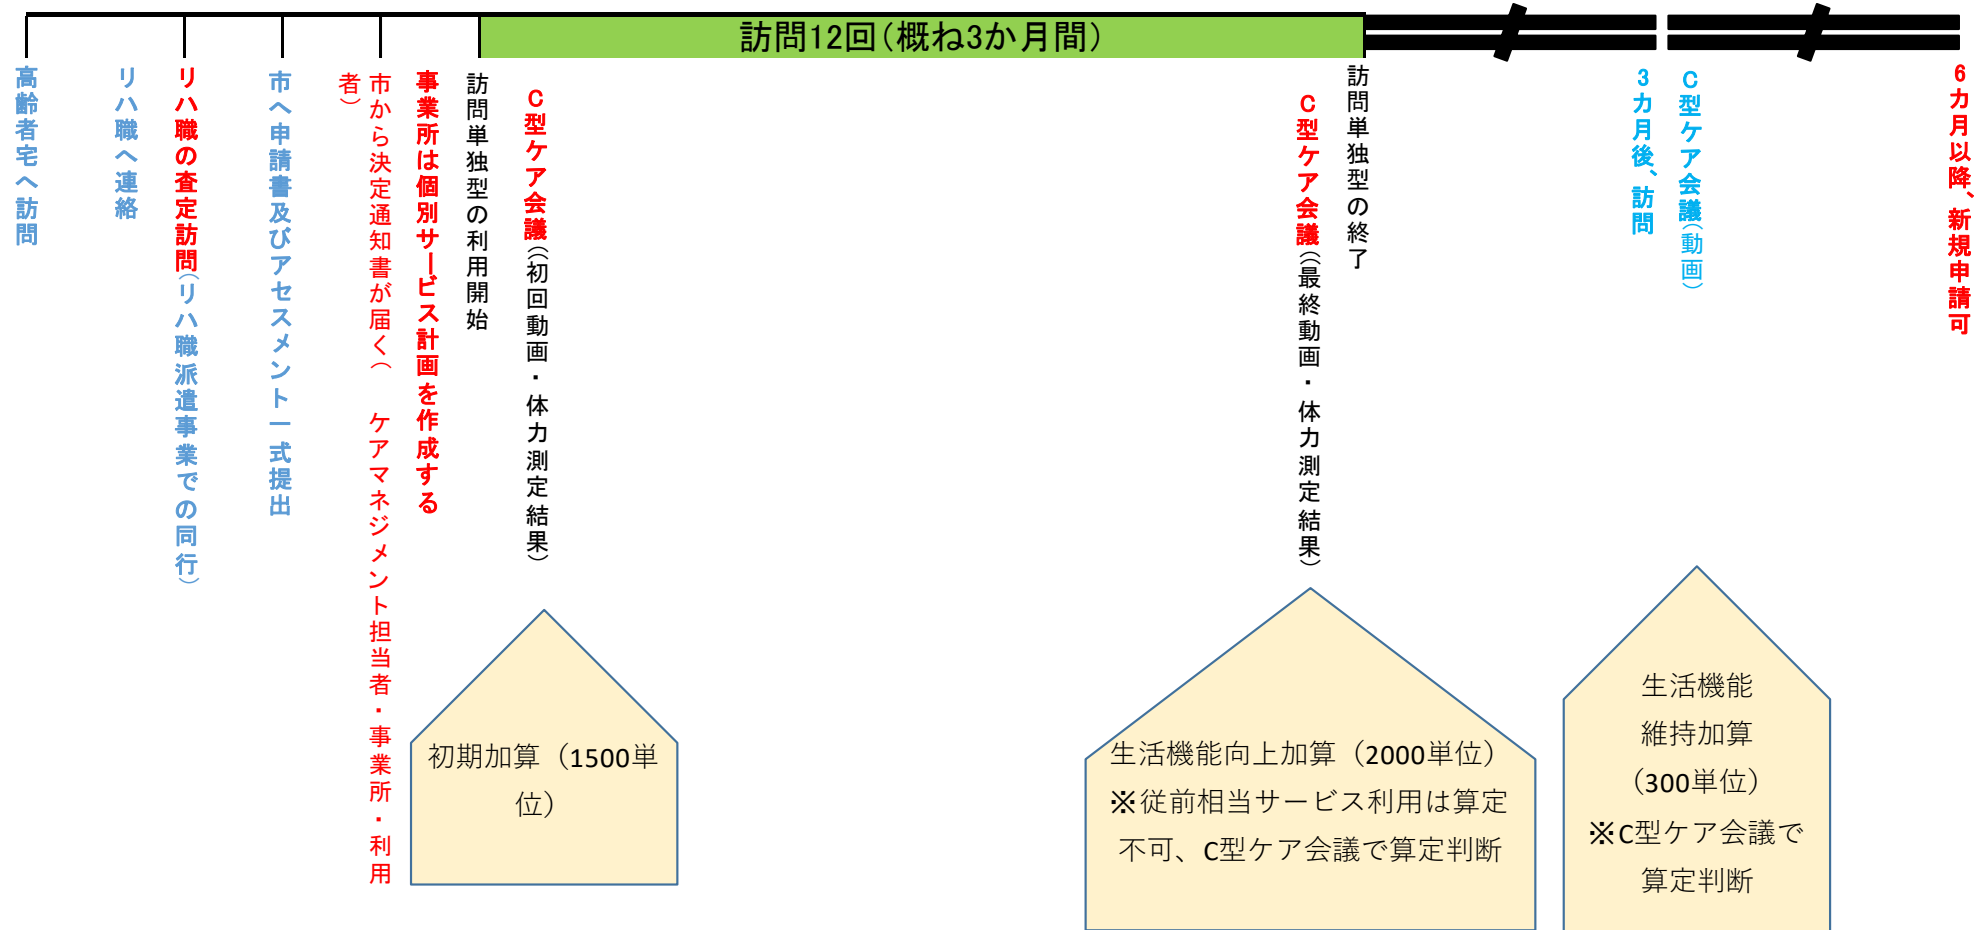 訪問12回（概ね3か月間）
高齢者宅へ訪問
リハ職へ連絡
リハ職の査定訪問（リハ職派遣事業での同行）
市へ申請書及びアセスメント一式提出
市から決定通知書が届く（　ケアマネジメント担当者・事業所・利用
者）
事業所は個別サービス計画を作成する
訪問単独型の利用開始
C型ケア会議（初回動画・体力測定結果）
C型ケア会議（最終動画・体力測定結果）
訪問単独型の終了
3カ月後、訪問
C型ケア会議（動画）
6カ月以降、新規申請可
初期加算（1500単
位）
生活機能向上加算（2000単位）
※従前相当サービス利用は算定
不可、C型ケア会議で算定判断
生活機能
維持加算
（300単位）
※C型ケア会議で
算定判断